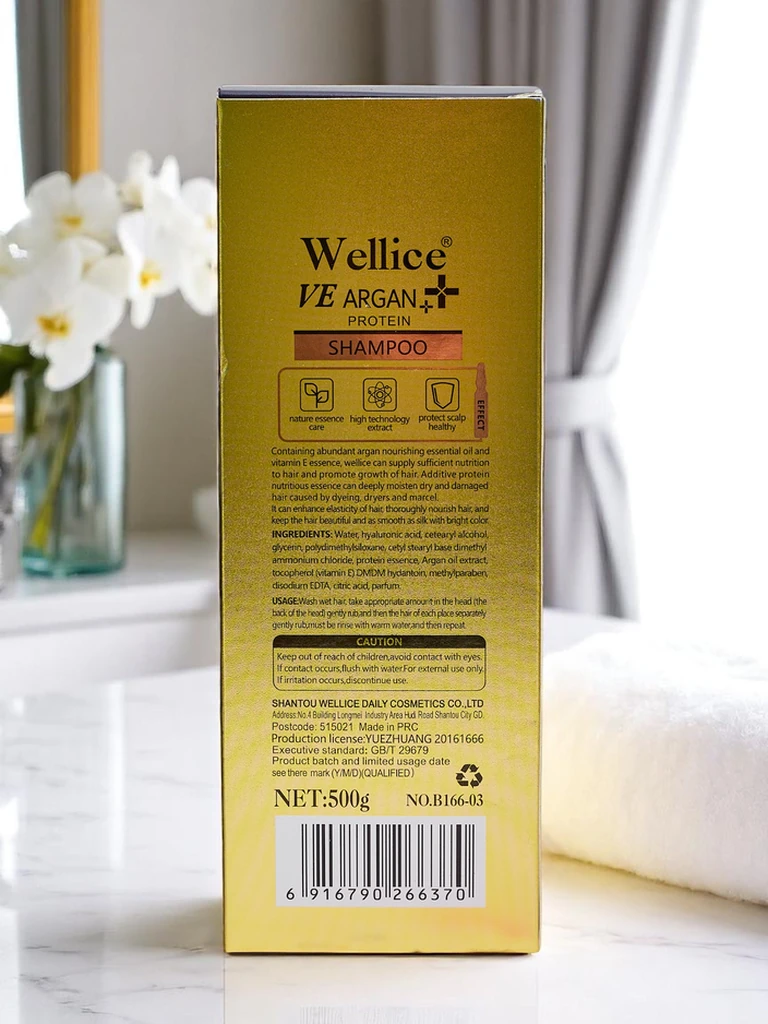 Wellice®
VE ARGAN
PROTEIN
SHAMPOO
nature essence care
high technology extract
protect scalp healthy
EFFECT
Containing abundant argan nourishing essential oil and
vitamin E essence, wellice can supply sufficient nutrition
to hair and promote growth of hair. Additive protein
nutritious essence can deeply moisten dry and damaged
hair caused by dyeing, dryers and marcel.
It can enhance elasticity of hair, thoroughly nourish hair, and
keep the hair beautiful and as smooth as silk with bright color.
INGREDIENTS: Water, hyaluronic acid, cetearyl alcohol,
glycerin, polydimethylsiloxane, cetyl stearyl base dimethyl
ammonium chloride, protein essence, Argan oil extract,
tocopherol (vitamin E) DMDM hydantoin, methylparaben,
disodium EDTA, citric acid, parfum.
USAGE:Wash wet hair, take appropriate amount in the head ('the
back of the head) gently rub,and then the hair of each place separately
gently rub,must be rinse with warm water,and then repeat.
CAUTION
Keep out of reach of children,avoid contact with eyes.
If contact occurs,flush with water.For external use only.
If irritation occurs,discontinue use.
SHANTOU WELLICE DAILY COSMETICS CO.,LTD
Address:No.4 Building Longmei Industry Area Hudi Road Shantou City GD.
Postcode: 515021 Made in PRC
Production license:YUEZHUANG 20161666
Executive standard: GB/T 29679
Product batch and limited usage date
see there mark (Y/M/D)(QUALIFIED)
NET:500g NO.B166-03
6 916790 266370